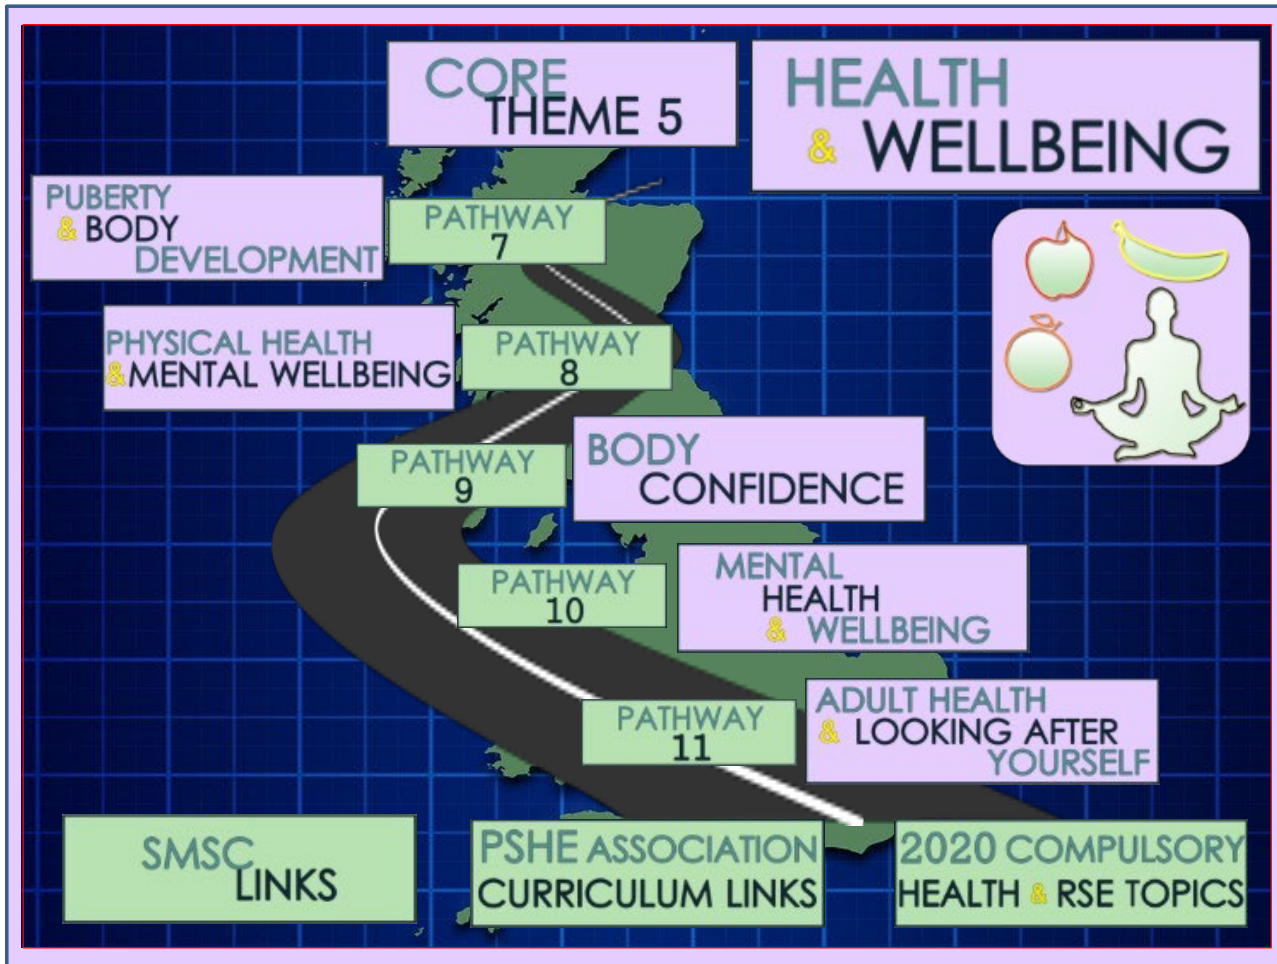 CORE
THEME 5
HEALTH
& WELLBEING
PUBERTY
& BODY
DEVELOPMENT
PATHWAY
7
PHYSICAL HEALTH
& MENTAL WELLBEING
PATHWAY
8
PATHWAY
9
BODY
CONFIDENCE
PATHWAY
10
MENTAL
HEALTH
& WELLBEING
PATHWAY
11
ADULT HEALTH
& LOOKING AFTER
YOURSELF
SMSC
LINKS
PSHE ASSOCIATION
CURRICULUM LINKS
2020 COMPULSORY
HEALTH & RSE TOPICS